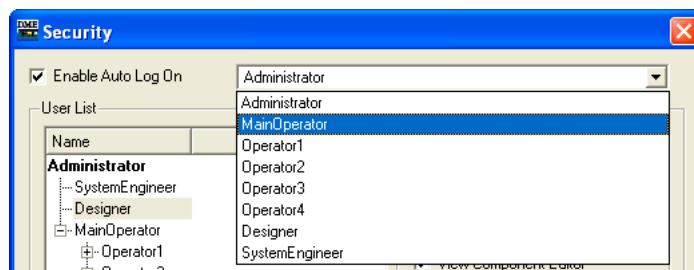 DME Security
Enable Auto Log On Administrator
User List
Administrator
MainOperator
Operator1
Operator2
Operator3
Operator4
Designer
SystemEngineer
Name
Administrator
SystemEngineer
Designer
MainOperator
Operator1
View Component Editor